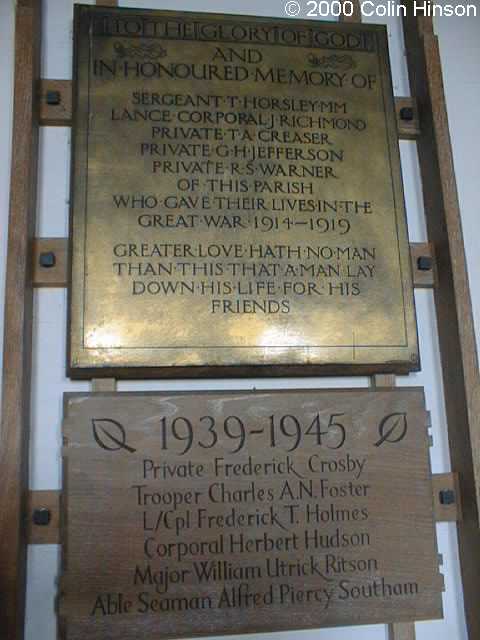 © 2000 Colin Hinson
TO·THE·GLORY·OF·GOD
AND
IN·HONOURED·MEMORY·OF
SERGEANT·T·HORSLEY·MM
LANCE·CORPORAL·J·RICHMOND
PRIVATE·T·A·CREASER
PRIVATE·G·H·JEFFERSON
PRIVATE·R·S·WARNER
OF·THIS·PARISH
WHO·GAVE·THEIR·LIVES·IN·THE
GREAT·WAR·1914–1919
GREATER·LOVE·HATH·NO·MAN
THAN·THIS·THAT·A·MAN·LAY
DOWN·HIS·LIFE·FOR·HIS
FRIENDS
1939-1945
Private Frederick Crosby
Trooper Charles A.N. Foster
L/Cpl Frederick T. Holmes
Corporal Herbert Hudson
Major William Utrick Ritson
Able Seaman Alfred Piercy Southam